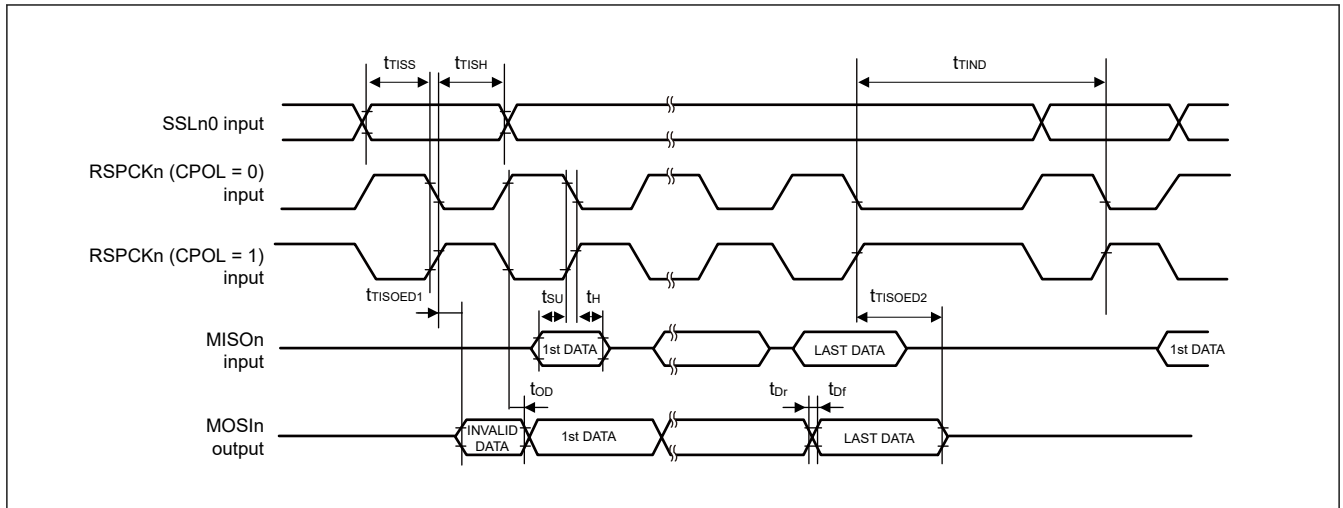 tTISS
tTISH
tTIND
SSLn0 input
RSPCKn (CPOL = 0)
input
RSPCKn (CPOL = 1)
input
tTISOED1
tSU
tH
tTISOED2
MISOn
input
1st DATA
LAST DATA
1st DATA
tOD
tDr
tDf
MOSIn
output
INVALID
DATA
1st DATA
LAST DATA